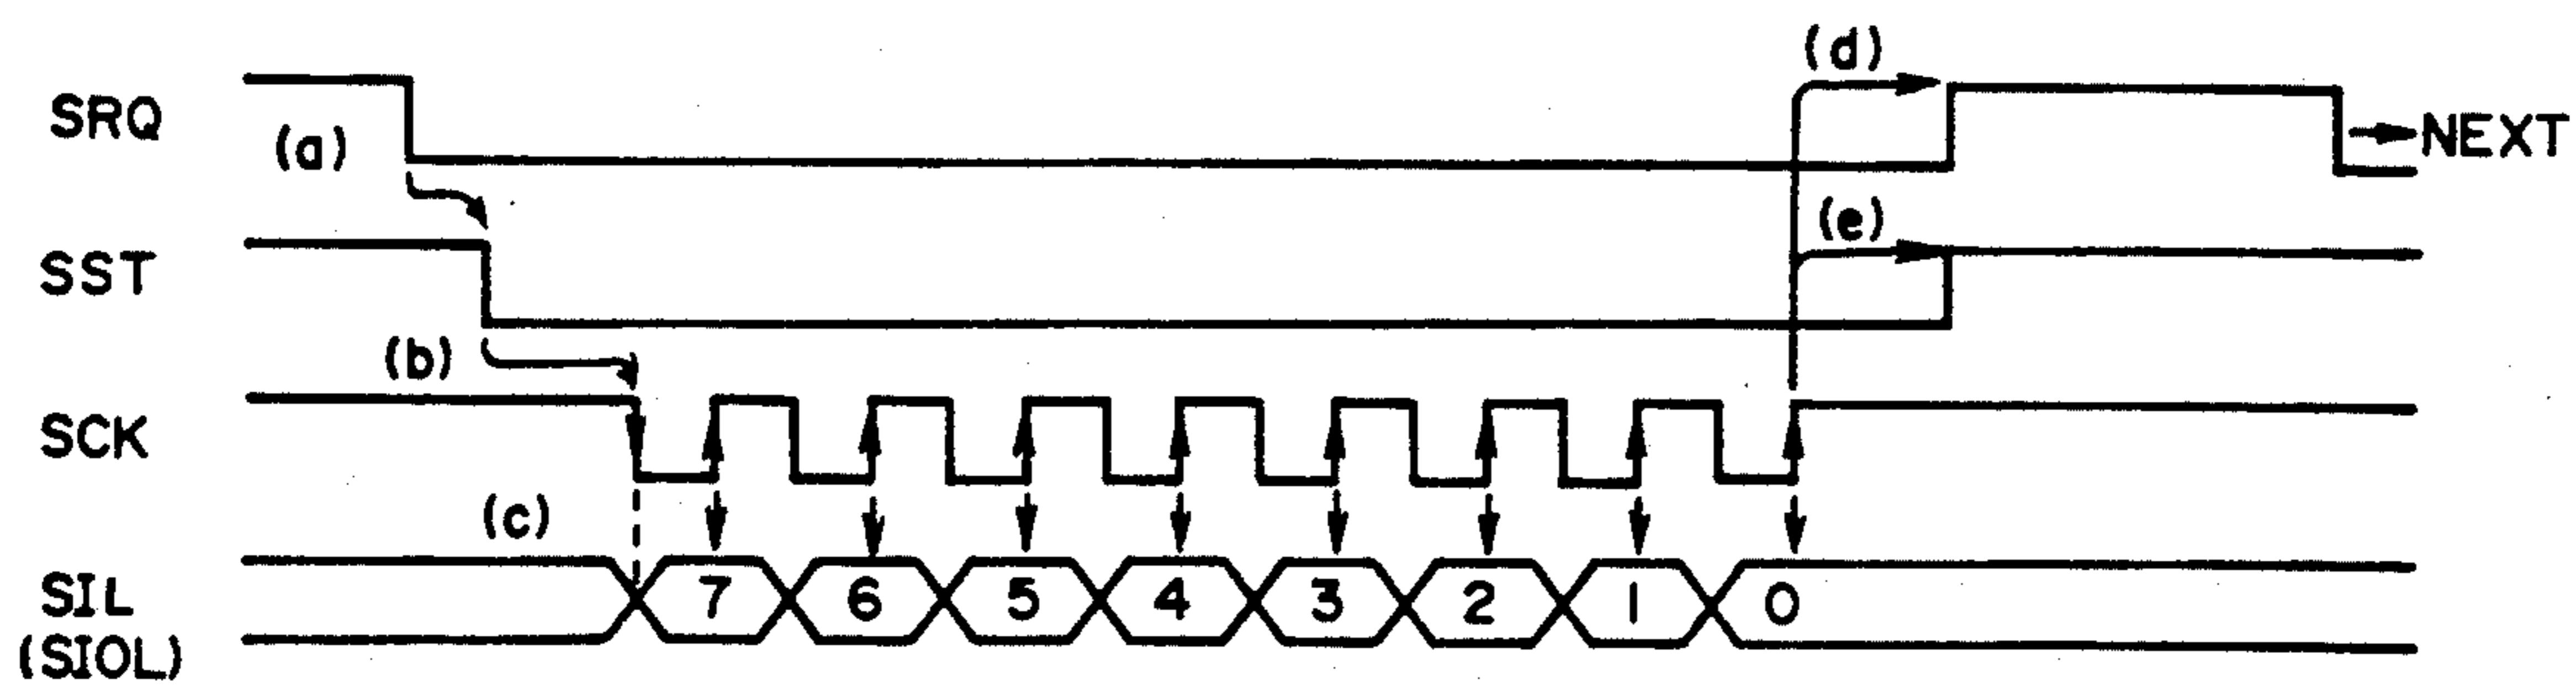 (d)
SRQ
(a)
NEXT
(e)
SST
(b)
SCK
(c)
SIL 7 6 5 4 3 2 1 0
(SIOL)